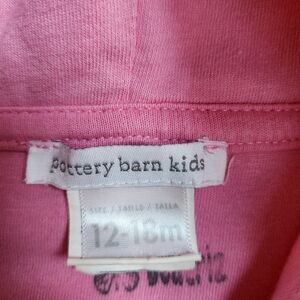 pottery barn kids
SIZE / TAILLE / TALLA
12-18m